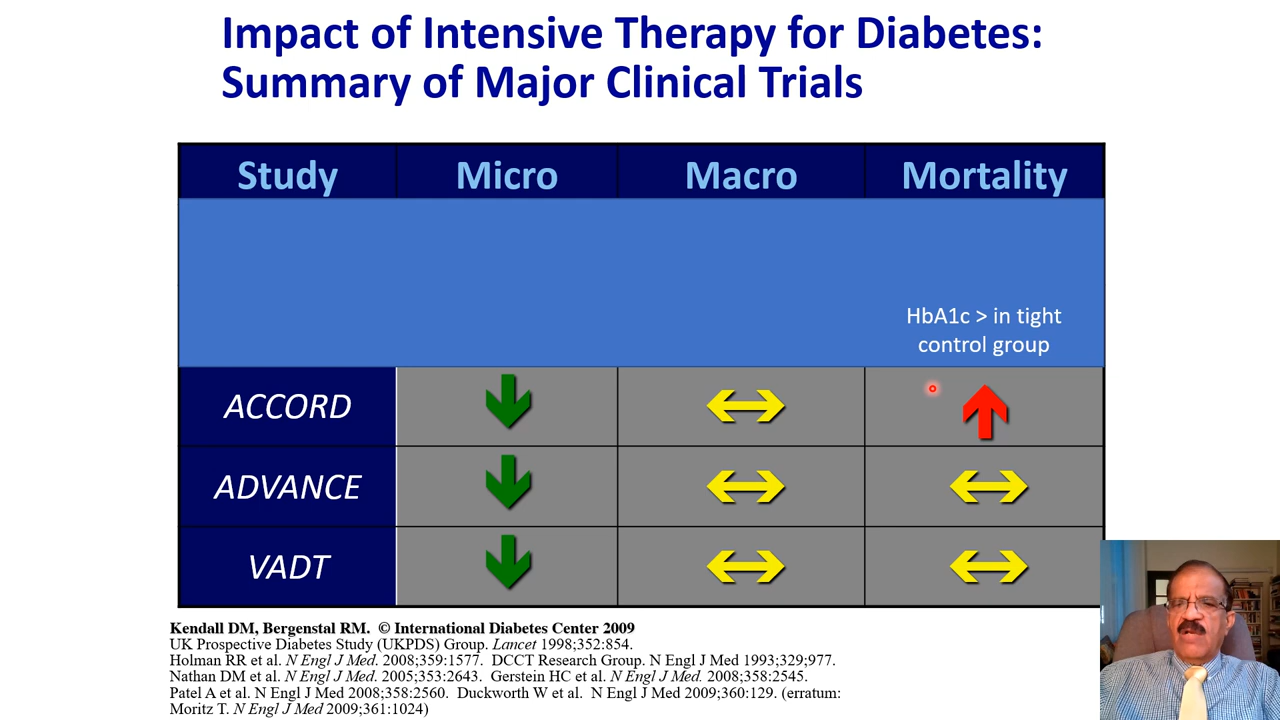 Impact of Intensive Therapy for Diabetes:
Summary of Major Clinical Trials
Study Micro Macro Mortality
HbA1c > in tight
control group
ACCORD
ADVANCE
VADT
Kendall DM, Bergenstal RM. © International Diabetes Center 2009
UK Prospective Diabetes Study (UKPDS) Group. Lancet 1998;352:854.
Holman RR et al. N Engl J Med. 2008;359:1577. DCCT Research Group. N Engl J Med 1993;329;977.
Nathan DM et al. N Engl J Med. 2005;353:2643. Gerstein HC et al. N Engl J Med. 2008;358:2545.
Patel A et al. N Engl J Med 2008;358:2560. Duckworth W et al. N Engl J Med 2009;360:129. (erratum:
Moritz T. N Engl J Med 2009;361:1024)